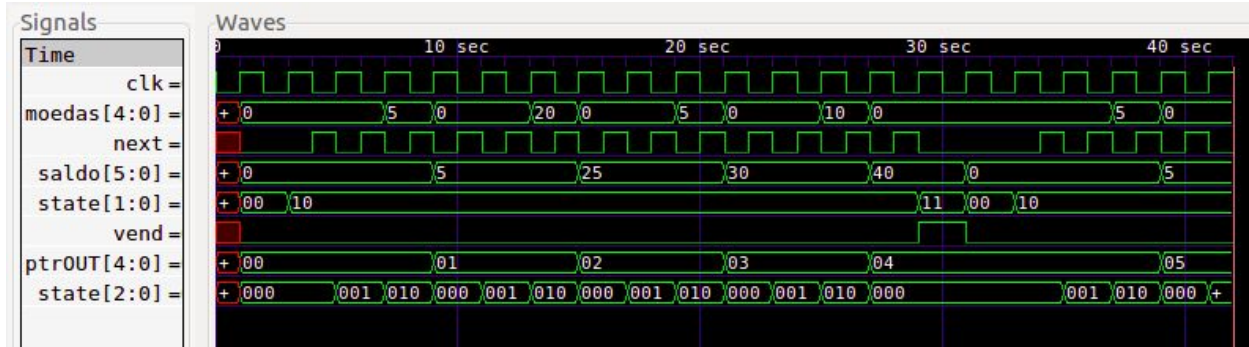 Signals Waves
Time 0 10 sec 20 sec 30 sec 40 sec
clk =
moedas[4:0] = + 0 5 0 20 0 5 0 10 0 5 0
next =
saldo[5:0] = + 0 5 25 30 40 0 5
state[1:0] = + 00 10 11 00 10
vend =
ptrOUT[4:0] = + 00 01 02 03 04 05
state[2:0] = + 000 001 010 000 001 010 000 001 010 000 001 010 000 001 010 000 +